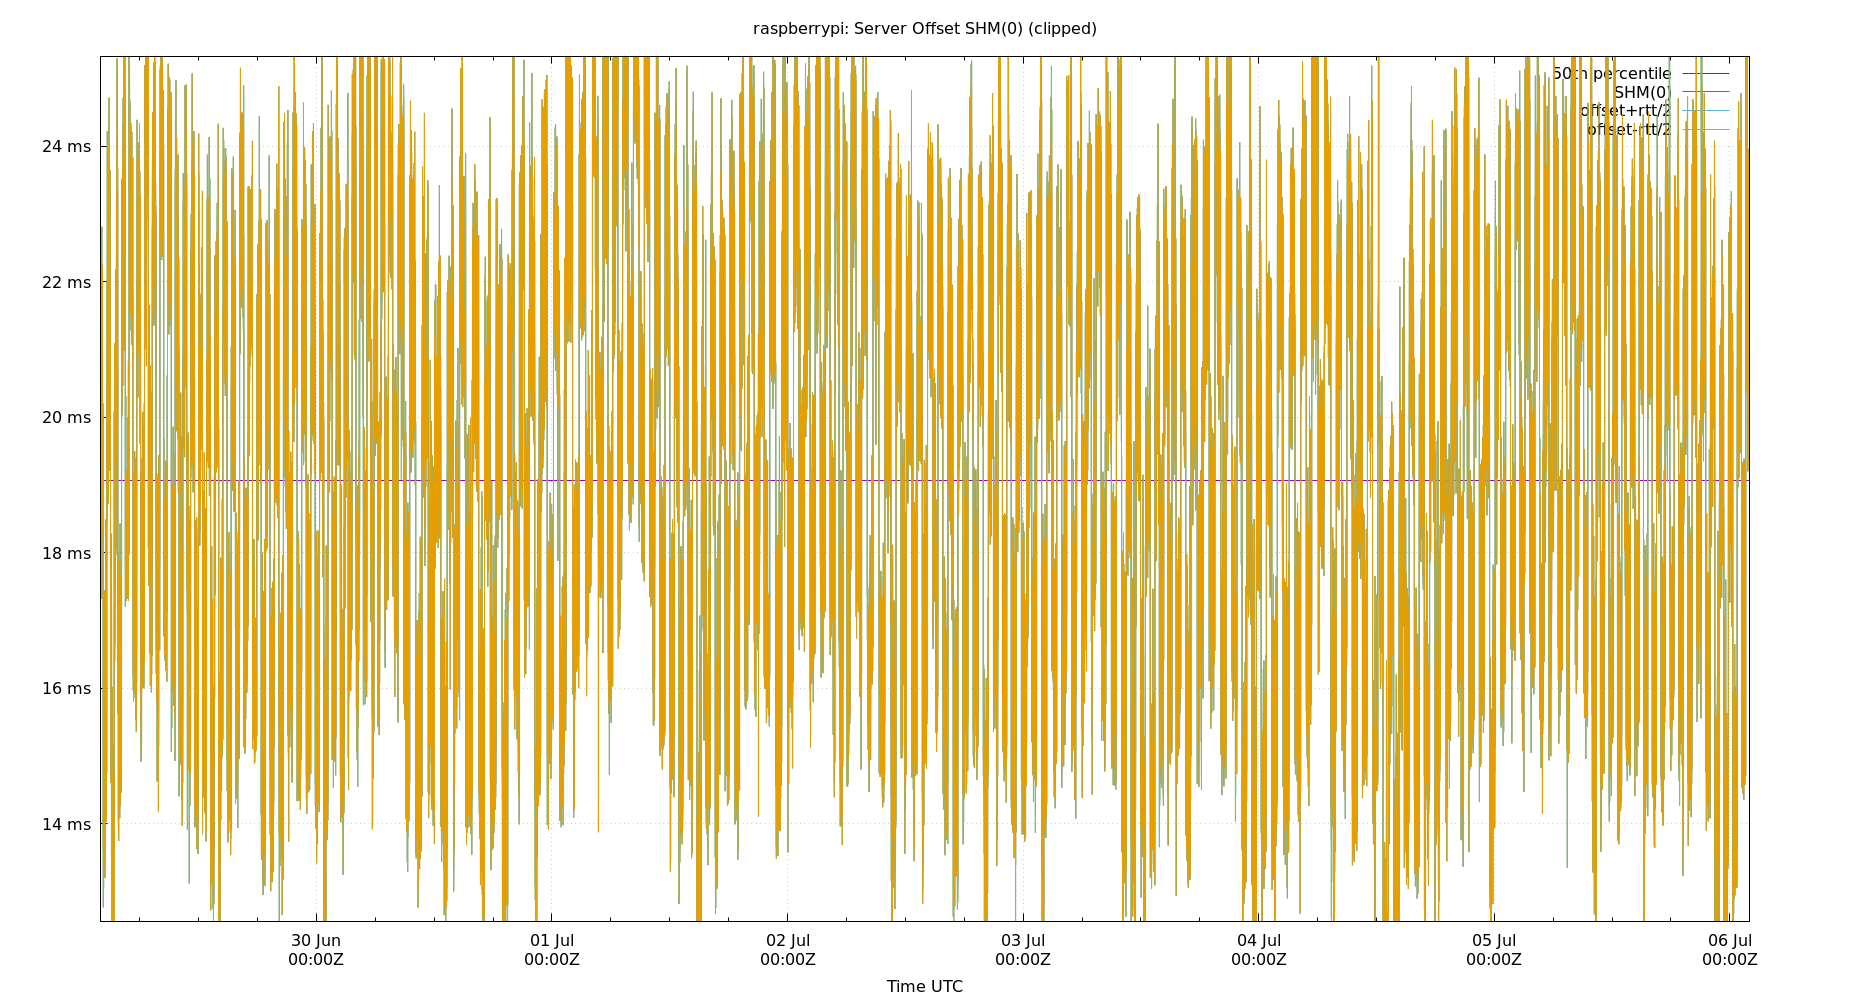 raspberrypi: Server Offset SHM(0) (clipped)
50th percentile
SHM(0)
offset+rtt/2
offset-rtt/2
24 ms
22 ms
20 ms
18 ms
16 ms
14 ms
30 Jun 01 Jul 02 Jul 03 Jul 04 Jul 05 Jul 06 Jul
00:00Z 00:00Z 00:00Z 00:00Z 00:00Z 00:00Z 00:00Z
Time UTC